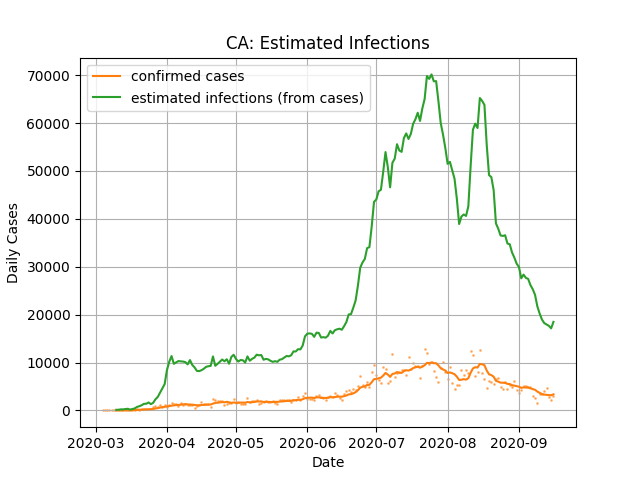 CA: Estimated Infections
confirmed cases
estimated infections (from cases)
70000
60000
50000
40000
30000
20000
10000
0
Daily Cases
2020-03 2020-04 2020-05 2020-06 2020-07 2020-08 2020-09
Date